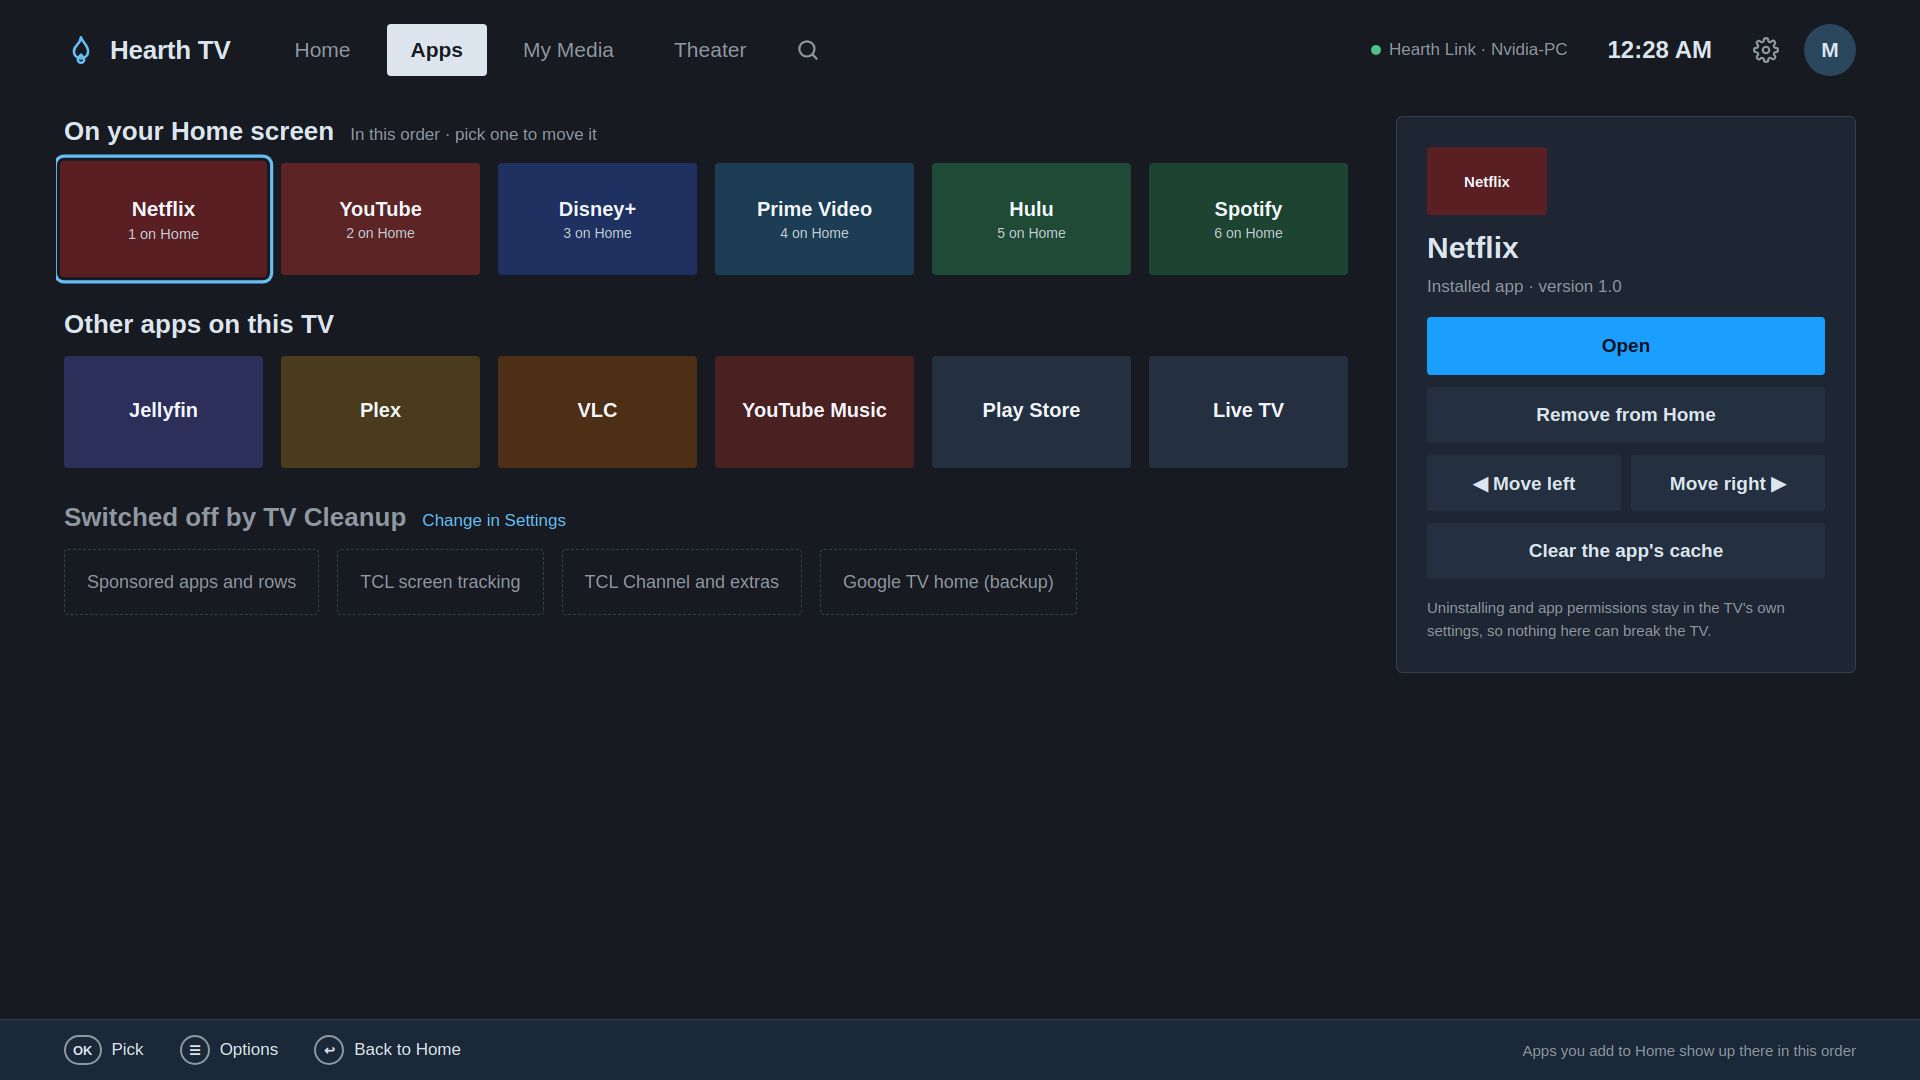 Hearth TV
Home
Apps
My Media
Theater
Hearth Link · Nvidia-PC
12:28 AM
M
On your Home screen
In this order · pick one to move it
Netflix
1 on Home
YouTube
2 on Home
Disney+
3 on Home
Prime Video
4 on Home
Hulu
5 on Home
Spotify
6 on Home
Other apps on this TV
Jellyfin
Plex
VLC
YouTube Music
Play Store
Live TV
Switched off by TV Cleanup
Change in Settings
Sponsored apps and rows
TCL screen tracking
TCL Channel and extras
Google TV home (backup)
Netflix
Netflix
Installed app · version 1.0
Open
Remove from Home
◀ Move left
Move right ▶
Clear the app's cache
Uninstalling and app permissions stay in the TV's own
settings, so nothing here can break the TV.
OK Pick
☰ Options
↩ Back to Home
Apps you add to Home show up there in this order